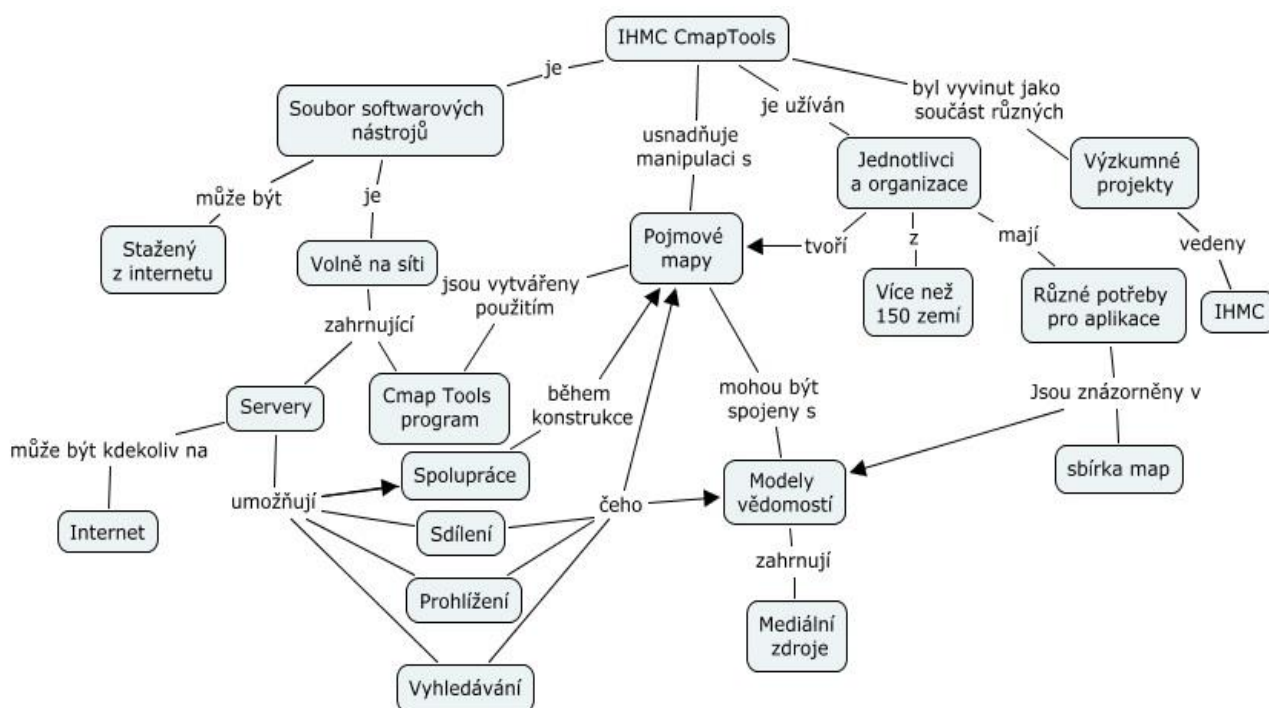 IHMC CmapTools
je
byl vyvinut jako
součást různých
Soubor softwarových
nástrojů
je užíván
usnadňuje
manipulaci s
Jednotlivci
a organizace
Výzkumné
projekty
může být
je
Stažený
z internetu
Volně na síti
Pojmové
mapy
tvoří
z
mají
vedeny
jsou vytvářeny
použitím
Více než
150 zemí
Různé potřeby
pro aplikace
IHMC
zahrnující
Servery
Cmap Tools
program
během
konstrukce
mohou být
spojeny s
Jsou znázorněny v
může být kdekoliv na
Spolupráce
Modely
vědomostí
sbírka map
umožňují
čeho
Internet
Sdílení
zahrnují
Prohlížení
Mediální
zdroje
Vyhledávání